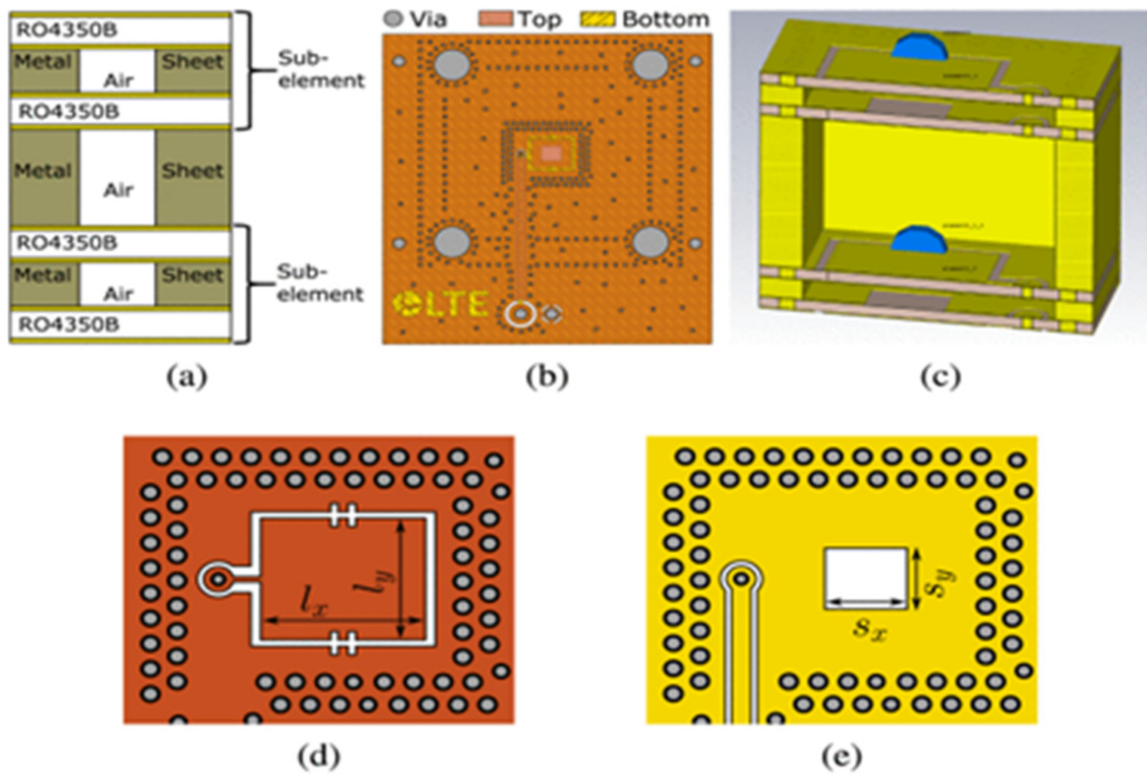 RO4350B
Metal Air Sheet
RO4350B
Sub-
element
Metal Air Sheet
RO4350B
Metal Air Sheet
RO4350B
Sub-
element
(a)
Via Top Bottom
LTE
(b)
(c)
l_x
l_y
(d)
s_x
s_y
(e)